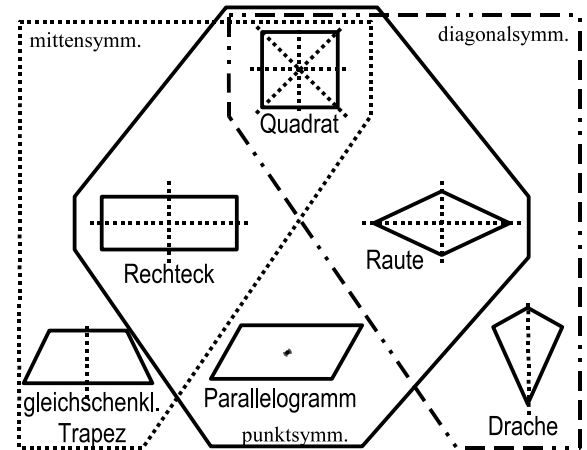 mittensymm.
diagonalsymm.
Quadrat
Rechteck
Raute
gleichschenkl.
Trapez
Parallelogramm
Drache
punktsymm.